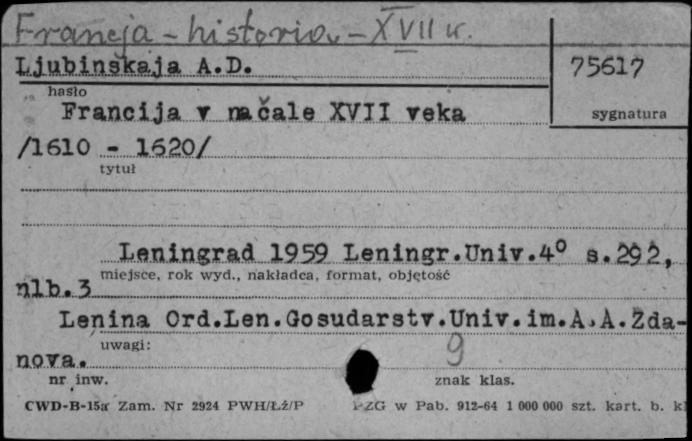 Francja - historia - XVII w.
Ljubinskaja A.D.
75617
hasło
Francija v načale XVII veka
sygnatura
/1610 - 1620/
tytuł
Leningrad 1959 Leningr.Univ.4° s.292,
miejsce, rok wyd., nakładca, format, objętość
nlb.3
Lenina Ord.Len.Gosudarstv.Univ.im.A.A.Žda-
uwagi:
nova.
9
nr inw.
znak klas.
CWD-B-15a Zam. Nr 2924 PWH/Łź/P
PZG w Pab. 912-64 1 000 000 szt. kart. b. kl